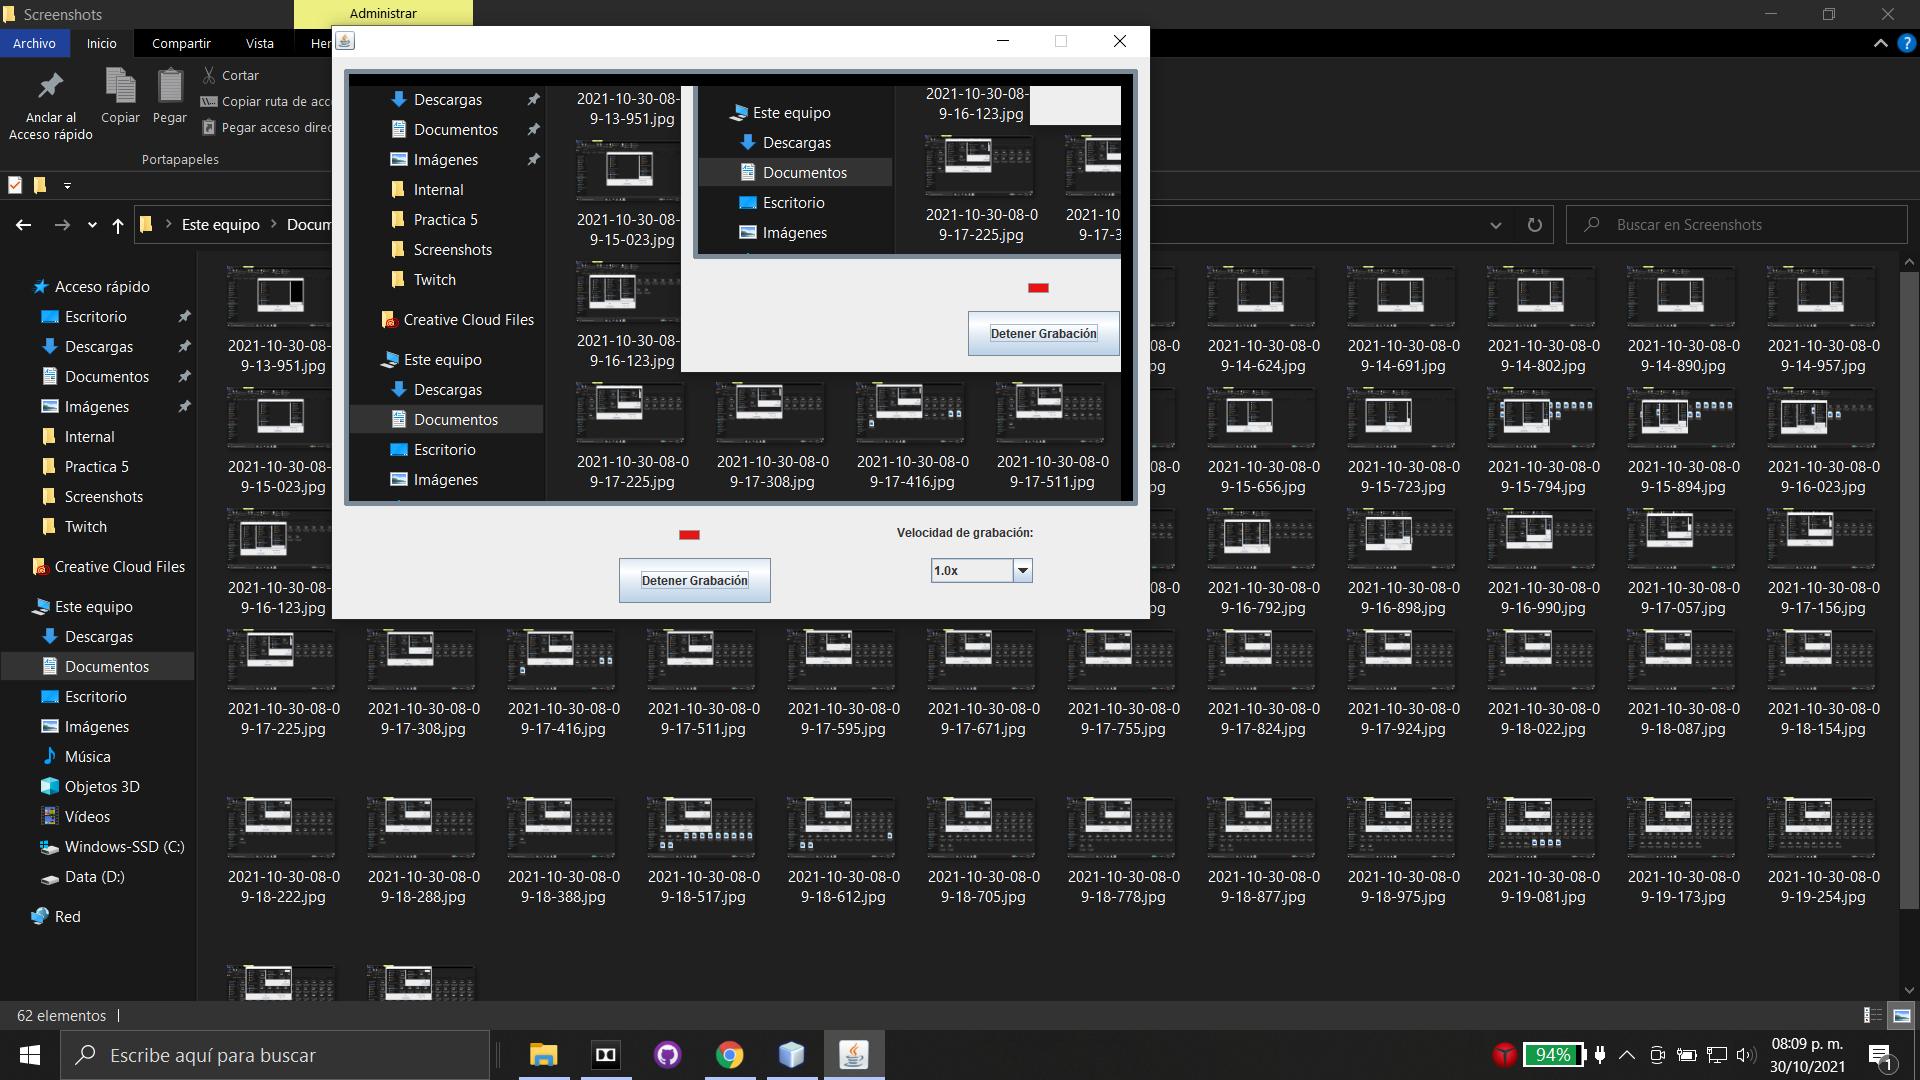 Screenshots
Administrar
Archivo
Inicio
Compartir
Vista
Anclar al
Acceso rápido
Copiar
Pegar
Cortar
Copiar ruta de acc
Pegar acceso direc
Portapapeles
Este equipo
Docum
Buscar en Screenshots
Acceso rápido
Escritorio
Descargas
Documentos
Imágenes
Internal
Practica 5
Screenshots
Twitch
Creative Cloud Files
Este equipo
Descargas
Documentos
Escritorio
Imágenes
Música
Objetos 3D
Vídeos
Windows-SSD (C:)
Data (D:)
Red
Descargas
Documentos
Imágenes
Internal
Practica 5
Screenshots
Twitch
Creative Cloud Files
Este equipo
Descargas
Documentos
Escritorio
Imágenes
2021-10-30-08-
9-13-951.jpg
2021-10-30-08-
9-15-023.jpg
2021-10-30-08-
9-16-123.jpg
2021-10-30-08-0 2021-10-30-08-0 2021-10-30-08-0 2021-10-30-08-0
9-17-225.jpg 9-17-308.jpg 9-17-416.jpg 9-17-511.jpg
Este equipo
Descargas
Documentos
Escritorio
Imágenes
2021-10-30-08-
9-16-123.jpg
2021-10-30-08-0 2021-10
9-17-225.jpg 9-17-3
Detener Grabación
Detener Grabación
Velocidad de grabación:
1.0x
2021-10-30-08- -08-0 2021-10-30-08-0 2021-10-30-08-0 2021-10-30-08-0 2021-10-30-08-0 2021-10-30-08-0
9-13-951.jpg pg 9-14-624.jpg 9-14-691.jpg 9-14-802.jpg 9-14-890.jpg 9-14-957.jpg
2021-10-30-08- -08-0 2021-10-30-08-0 2021-10-30-08-0 2021-10-30-08-0 2021-10-30-08-0 2021-10-30-08-0
9-15-023.jpg pg 9-15-656.jpg 9-15-723.jpg 9-15-794.jpg 9-15-894.jpg 9-16-023.jpg
2021-10-30-08- -08-0 2021-10-30-08-0 2021-10-30-08-0 2021-10-30-08-0 2021-10-30-08-0 2021-10-30-08-0
9-16-123.jpg pg 9-16-792.jpg 9-16-898.jpg 9-16-990.jpg 9-17-057.jpg 9-17-156.jpg
2021-10-30-08-0 2021-10-30-08-0 2021-10-30-08-0 2021-10-30-08-0 2021-10-30-08-0 2021-10-30-08-0 2021-10-30-08-0 2021-10-30-08-0 2021-10-30-08-0 2021-10-30-08-0 2021-10-30-08-0 2021-10-30-08-0
9-17-225.jpg 9-17-308.jpg 9-17-416.jpg 9-17-511.jpg 9-17-595.jpg 9-17-671.jpg 9-17-755.jpg 9-17-824.jpg 9-17-924.jpg 9-18-022.jpg 9-18-087.jpg 9-18-154.jpg
2021-10-30-08-0 2021-10-30-08-0 2021-10-30-08-0 2021-10-30-08-0 2021-10-30-08-0 2021-10-30-08-0 2021-10-30-08-0 2021-10-30-08-0 2021-10-30-08-0 2021-10-30-08-0 2021-10-30-08-0 2021-10-30-08-0
9-18-222.jpg 9-18-288.jpg 9-18-388.jpg 9-18-517.jpg 9-18-612.jpg 9-18-705.jpg 9-18-778.jpg 9-18-877.jpg 9-18-975.jpg 9-19-081.jpg 9-19-173.jpg 9-19-254.jpg
62 elementos
Escribe aquí para buscar
94%
08:09 p. m.
30/10/2021
1